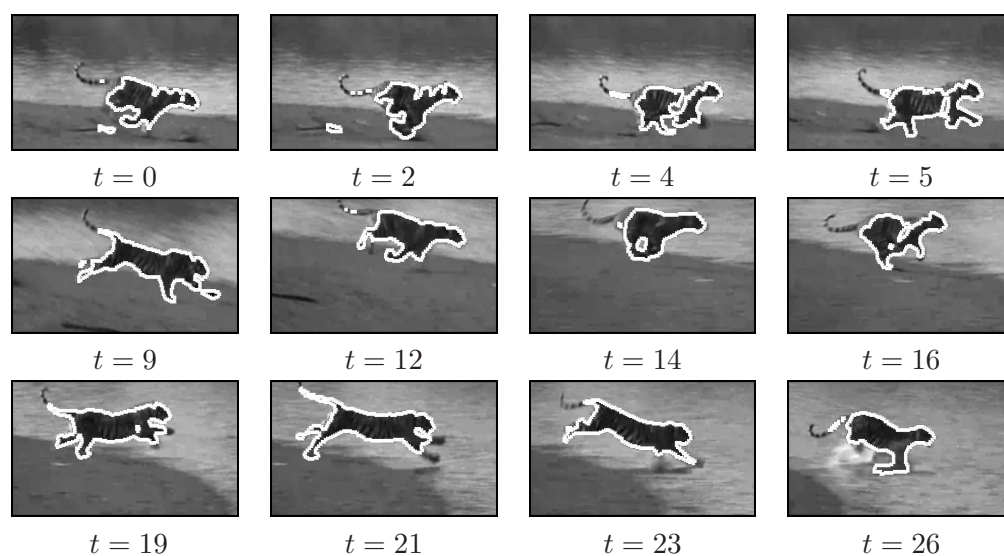 t = 0 t = 2 t = 4 t = 5
t = 9 t = 12 t = 14 t = 16
t = 19 t = 21 t = 23 t = 26